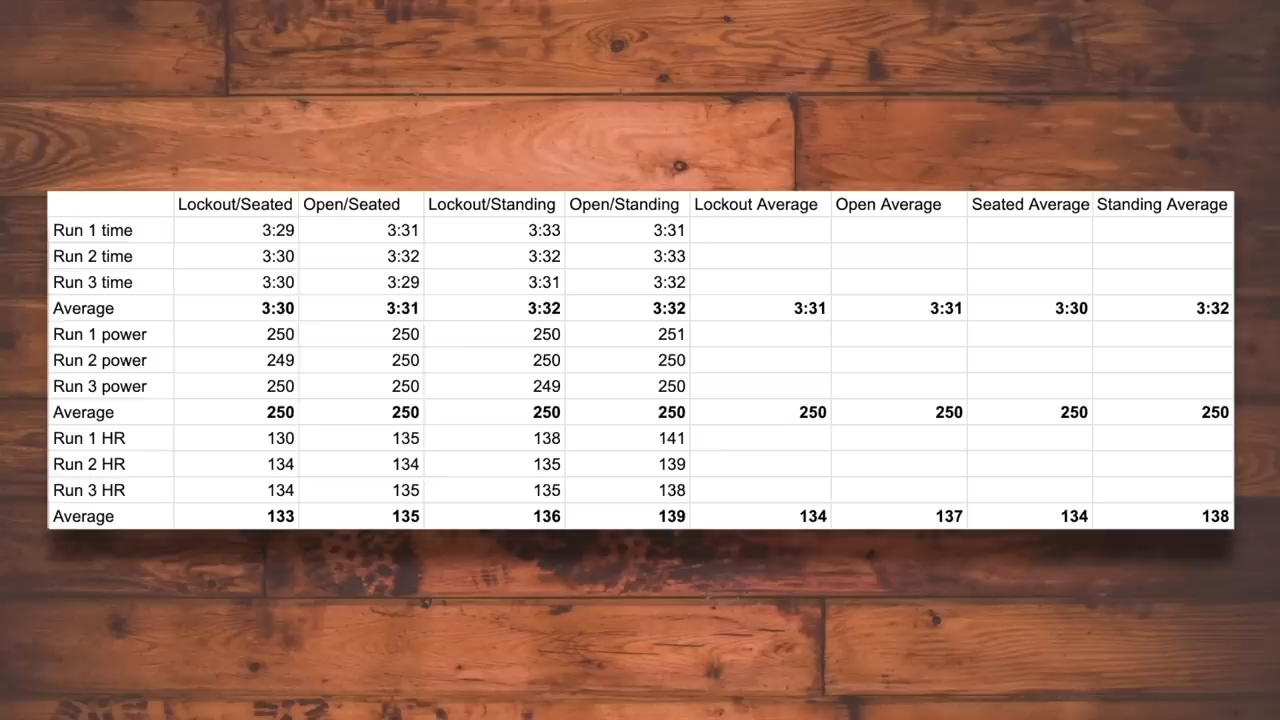 Lockout/Seated Open/Seated Lockout/Standing Open/Standing Lockout Average Open Average Seated Average Standing Average
Run 1 time 3:29 3:31 3:33 3:31
Run 2 time 3:30 3:32 3:32 3:33
Run 3 time 3:30 3:29 3:31 3:32
Average 3:30 3:31 3:32 3:32 3:31 3:31 3:30 3:32
Run 1 power 250 250 250 251
Run 2 power 249 250 250 250
Run 3 power 250 250 249 250
Average 250 250 250 250 250 250 250 250
Run 1 HR 130 135 138 141
Run 2 HR 134 134 135 139
Run 3 HR 134 135 135 138
Average 133 135 136 139 134 137 134 138